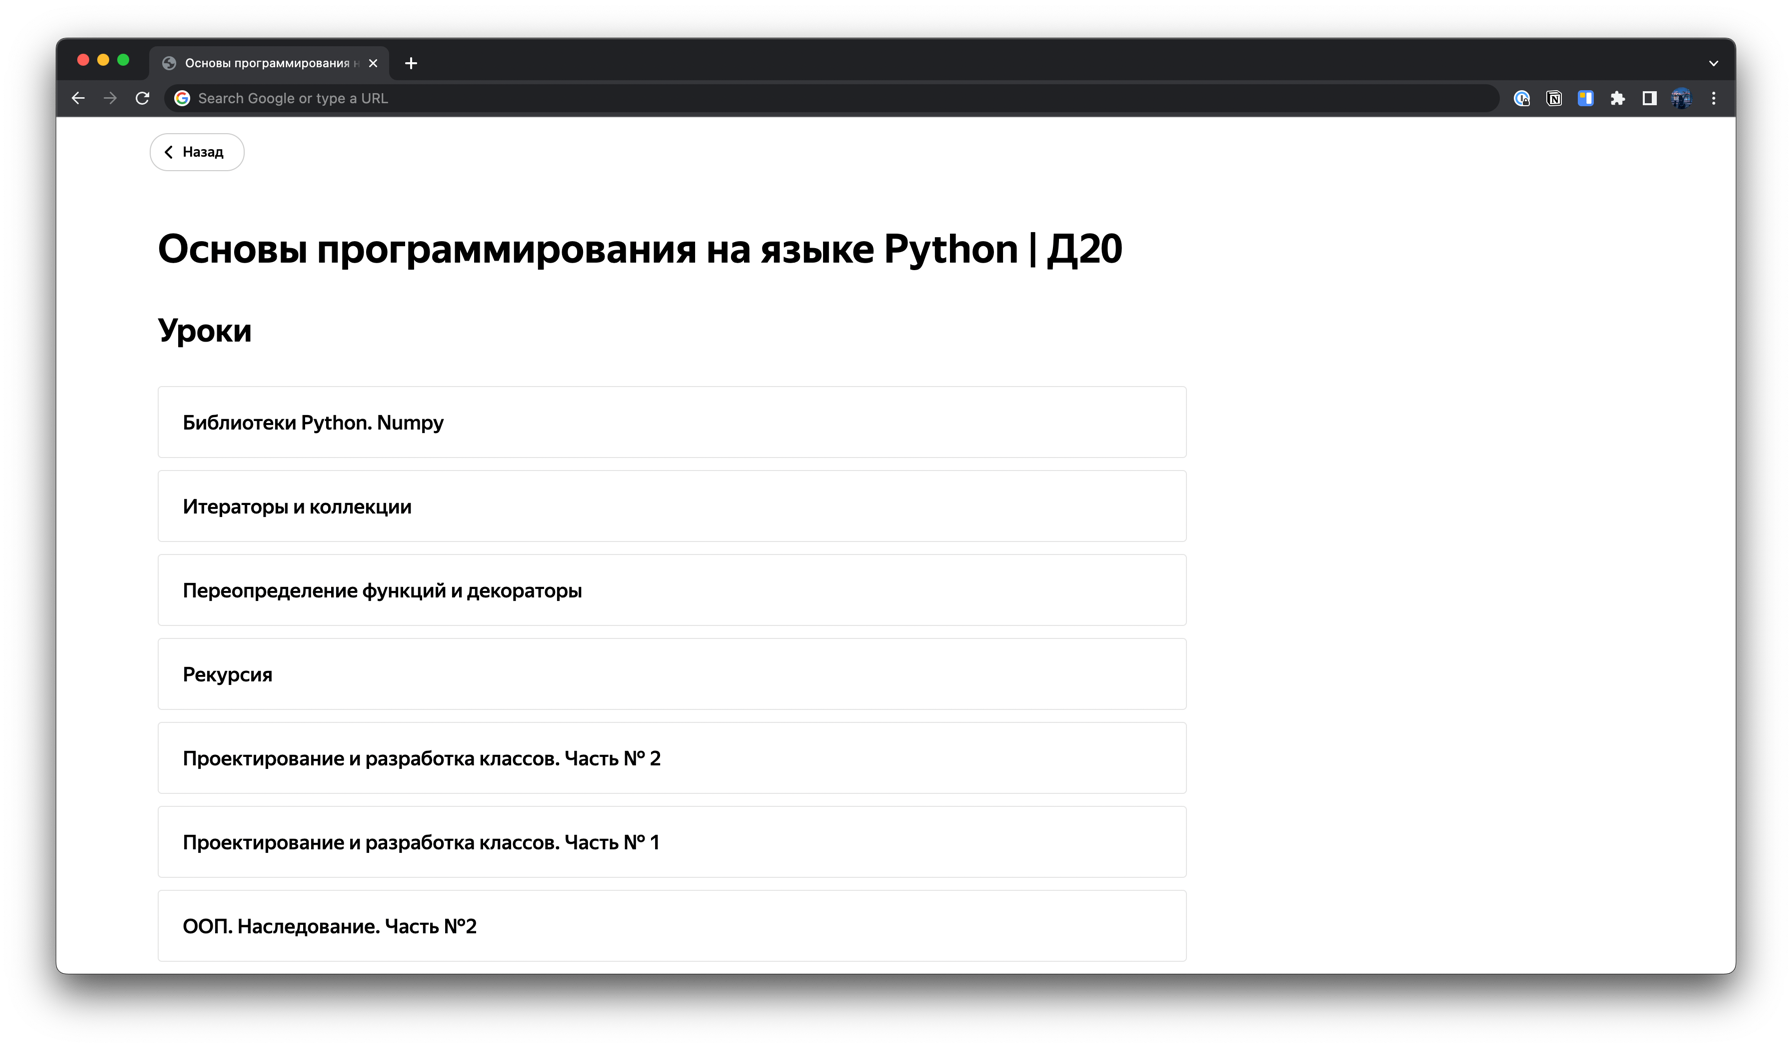 Основы программирования н
Search Google or type a URL
Назад
Основы программирования на языке Python | Д20
Уроки
Библиотеки Python. Numpy
Итераторы и коллекции
Переопределение функций и декораторы
Рекурсия
Проектирование и разработка классов. Часть № 2
Проектирование и разработка классов. Часть № 1
ООП. Наследование. Часть №2